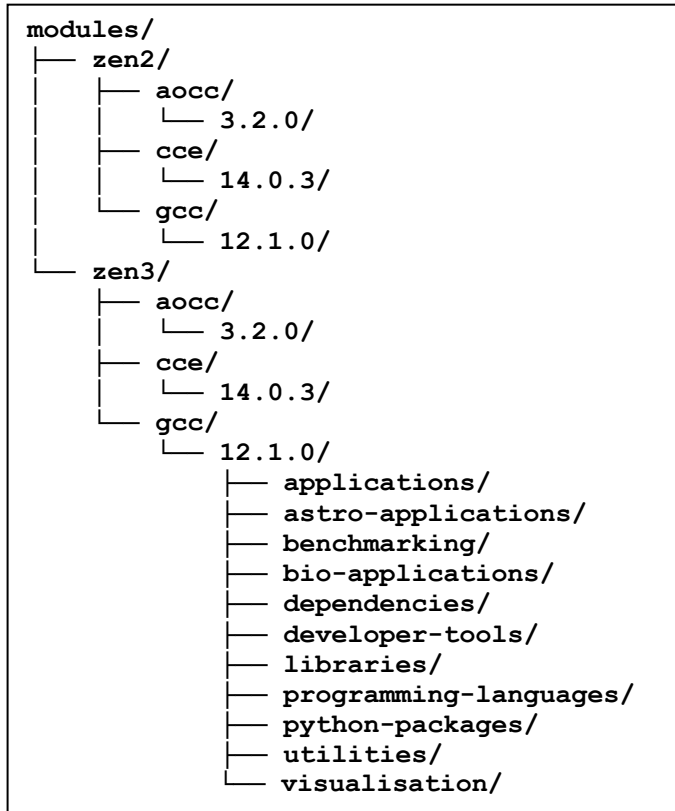 modules/
├── zen2/
│   ├── aocc/
│   │   └── 3.2.0/
│   ├── cce/
│   │   └── 14.0.3/
│   └── gcc/
│       └── 12.1.0/
└── zen3/
    ├── aocc/
    │   └── 3.2.0/
    ├── cce/
    │   └── 14.0.3/
    └── gcc/
        └── 12.1.0/
            ├── applications/
            ├── astro-applications/
            ├── benchmarking/
            ├── bio-applications/
            ├── dependencies/
            ├── developer-tools/
            ├── libraries/
            ├── programming-languages/
            ├── python-packages/
            ├── utilities/
            └── visualisation/